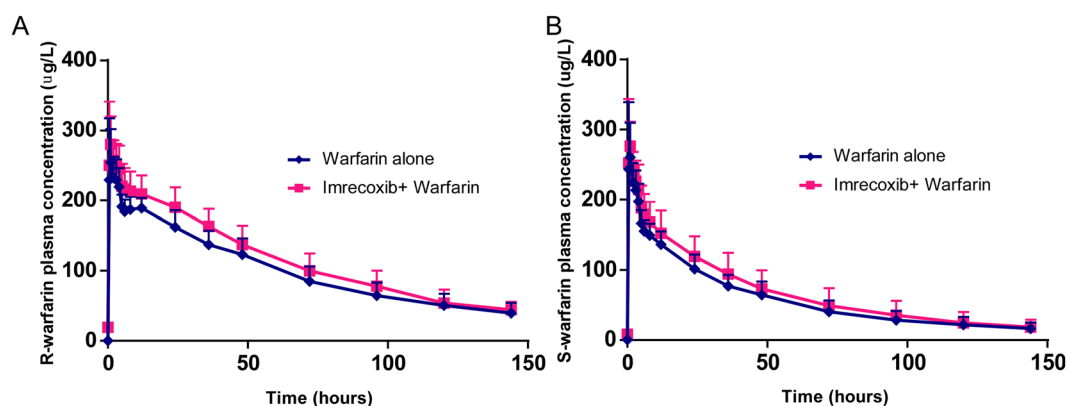 A
R-warfarin plasma concentration (ug/L)
400
300
200
100
0
0
50
100
150
Time (hours)
Warfarin alone
Imrecoxib+ Warfarin
B
S-warfarin plasma concentration (ug/L)
400
300
200
100
0
0
50
100
150
Time (hours)
Warfarin alone
Imrecoxib+ Warfarin